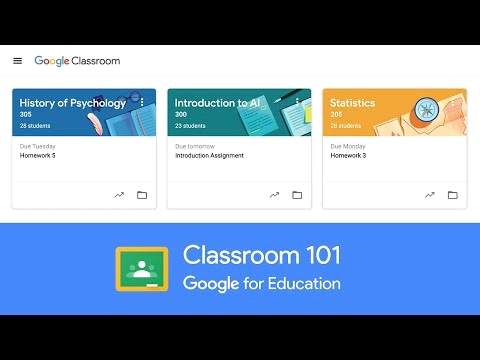 Google Classroom
History of Psychology
305
28 students
Due Tuesday
Homework 5
Introduction to AI
300
23 students
Due tomorrow
Introduction Assignment
Statistics
205
28 students
Due Monday
Homework 3
Classroom 101
Google for Education